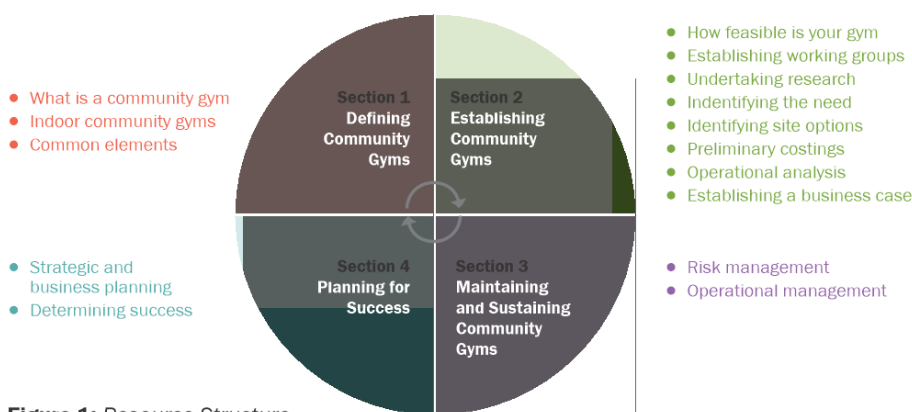 ● What is a community gym
● Indoor community gyms
● Common elements
Section 1
Defining
Community
Gyms
Section 2
Establishing
Community
Gyms
● How feasible is your gym
● Establishing working groups
● Undertaking research
● Indentifying the need
● Identifying site options
● Preliminary costings
● Operational analysis
● Establishing a business case
● Strategic and
business planning
● Determining success
Section 4
Planning for
Success
Section 3
Maintaining
and Sustaining
Community
Gyms
● Risk management
● Operational management
Figure 1: Resource Structure